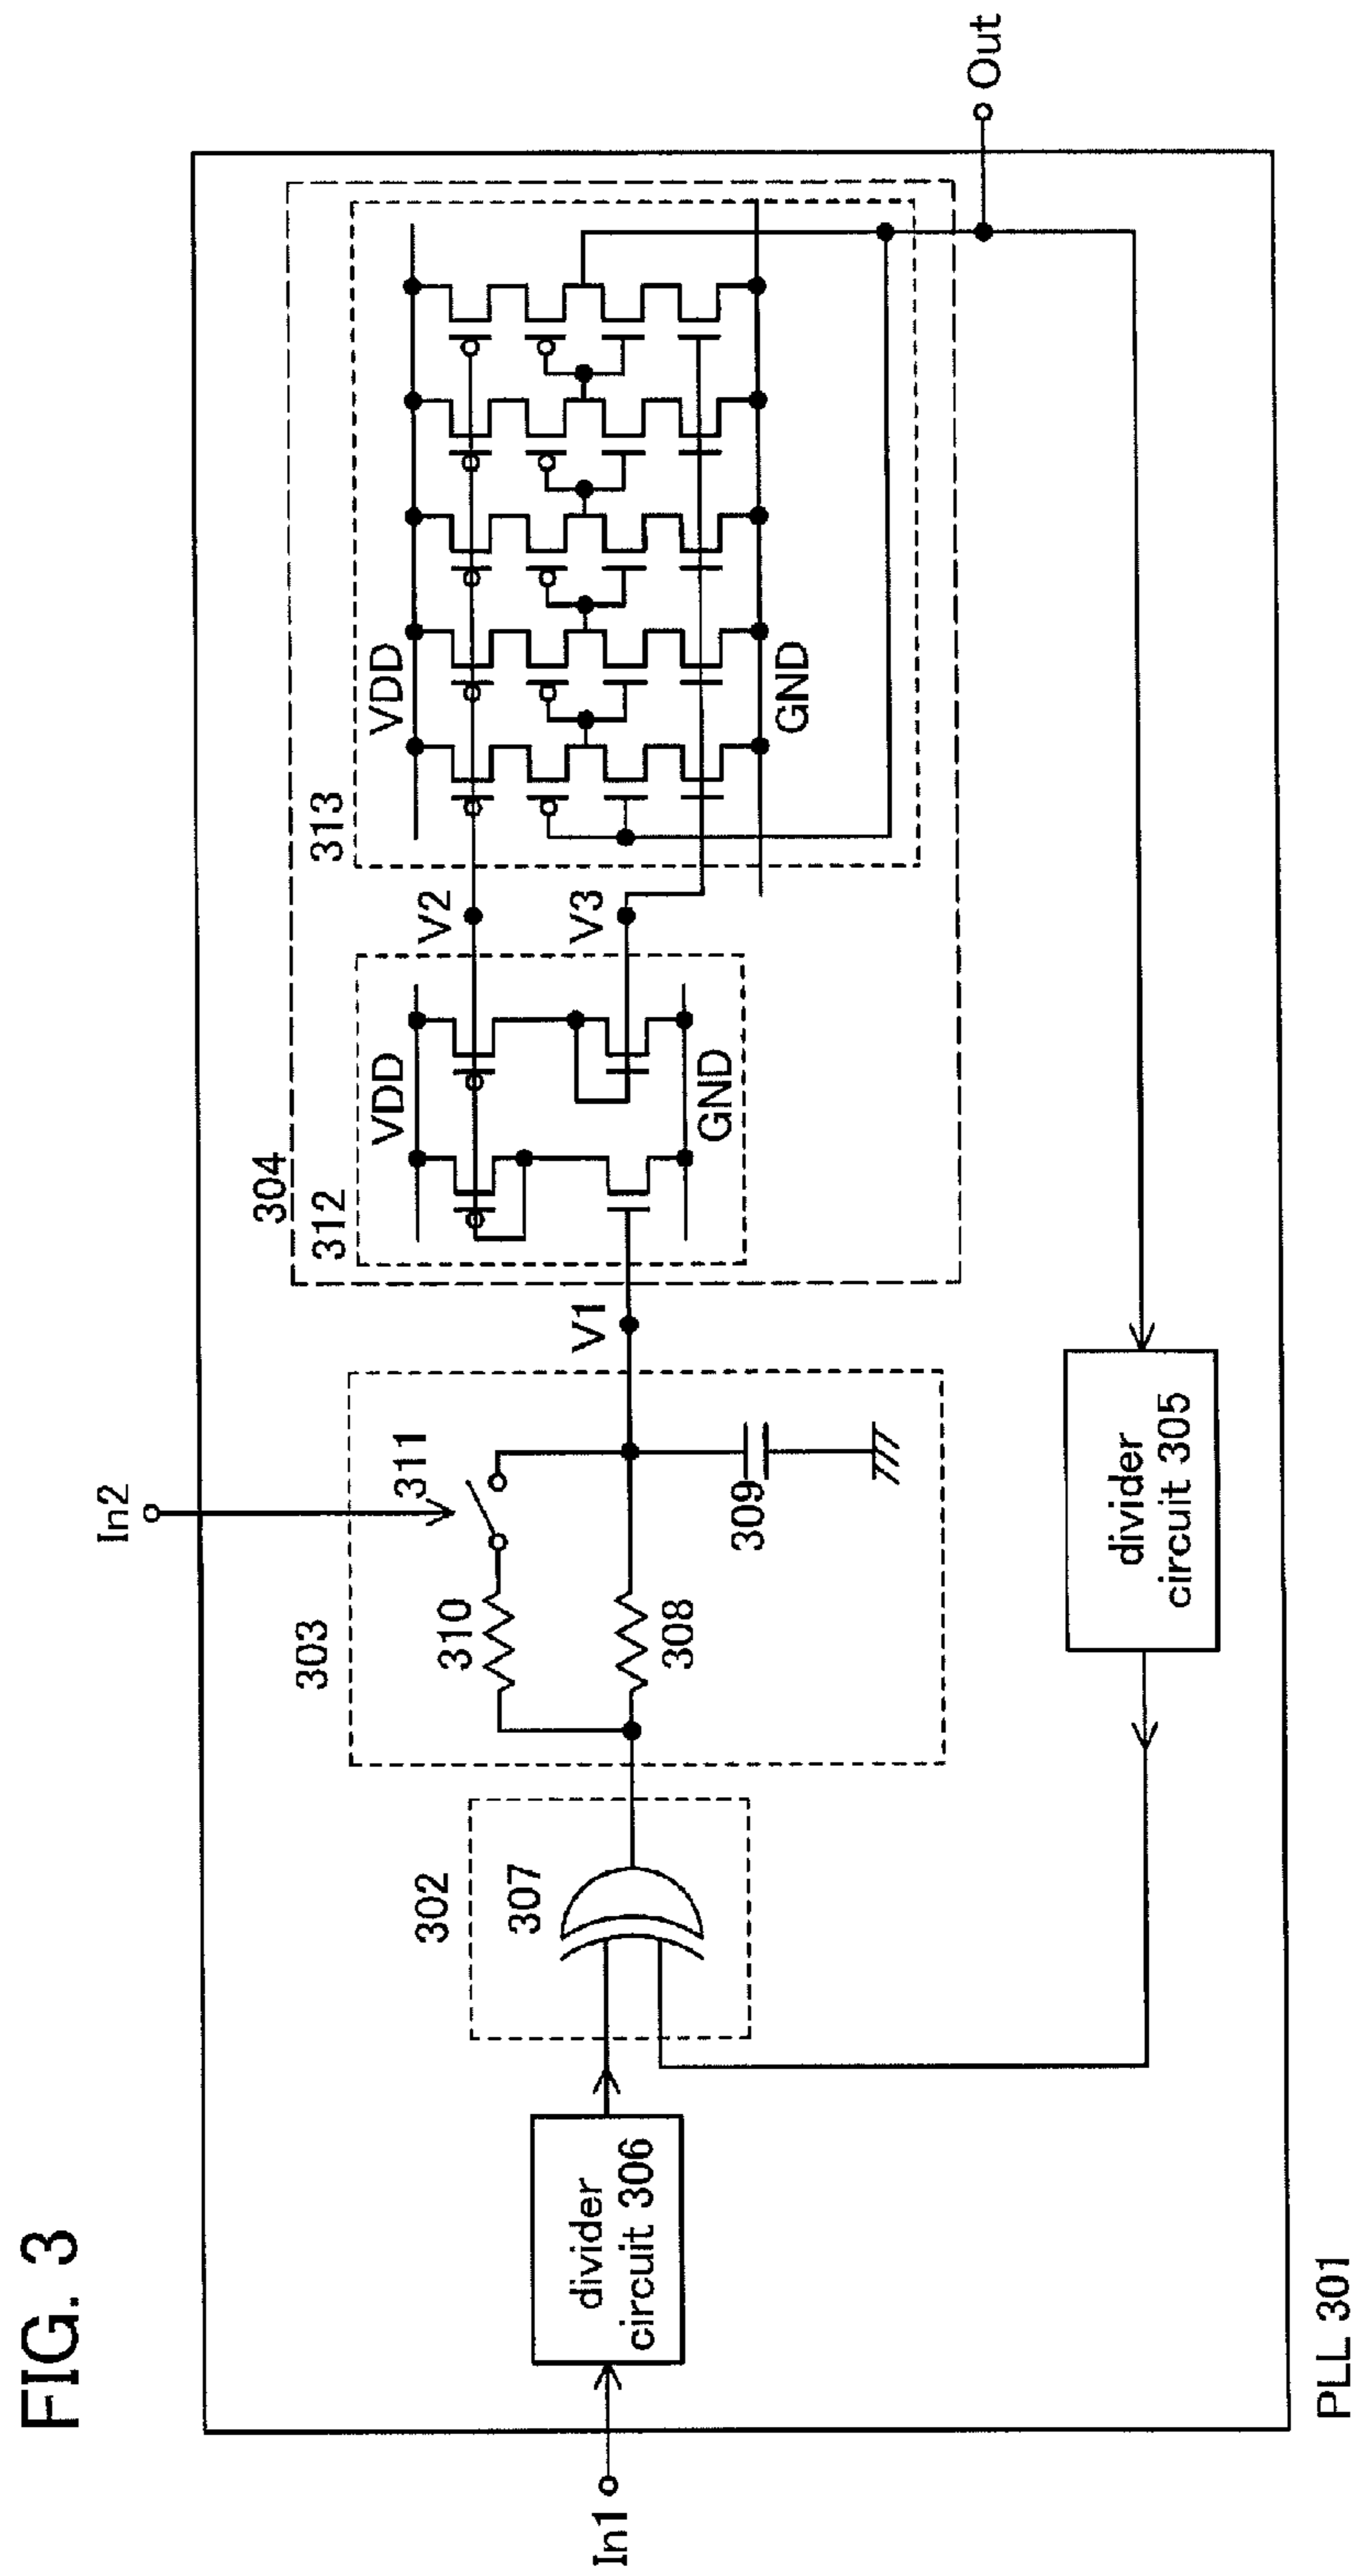 FIG. 3
In1
divider
circuit 306
302
307
303
310
308
311
309
In2
V1
304
312
VDD
GND
V2
V3
313
VDD
GND
Out
divider
circuit 305
PLL 301